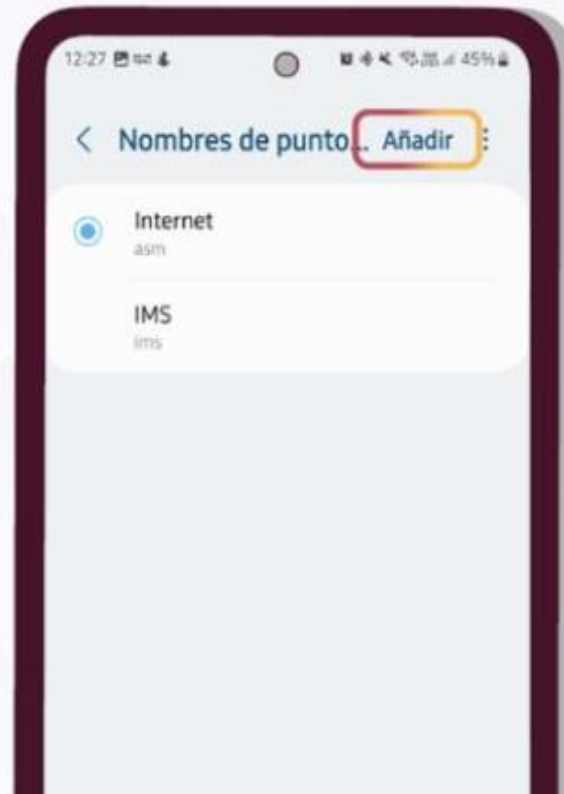 12:27 45%
Nombres de punto... Añadir
Internet
asm
IMS
ims